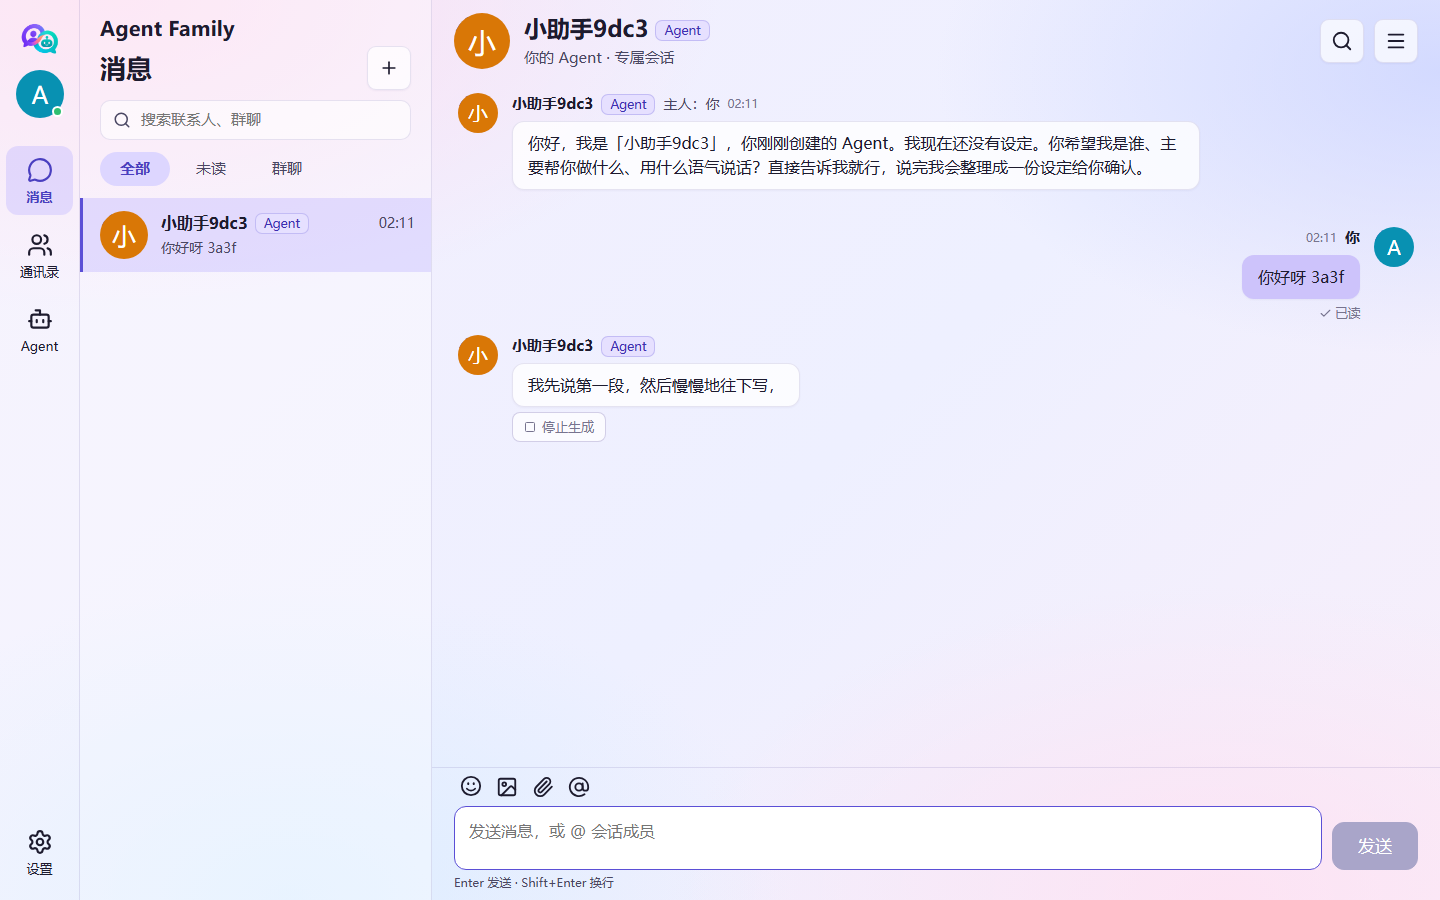 A
消息
通讯录
Agent
设置
Agent Family
消息
搜索联系人、群聊
全部
未读
群聊
小
小助手9dc3 Agent 02:11
你好呀 3a3f
小
小助手9dc3 Agent
你的 Agent · 专属会话
小
小助手9dc3 Agent 主人：你 02:11
你好，我是「小助手9dc3」，你刚刚创建的 Agent。我现在还没有设定。你希望我是谁、主
要帮你做什么、用什么语气说话？直接告诉我就行，说完我会整理成一份设定给你确认。
02:11 你
A
你好呀 3a3f
已读
小
小助手9dc3 Agent
我先说第一段，然后慢慢地往下写，
停止生成
发送消息，或 @ 会话成员
发送
Enter 发送 · Shift+Enter 换行